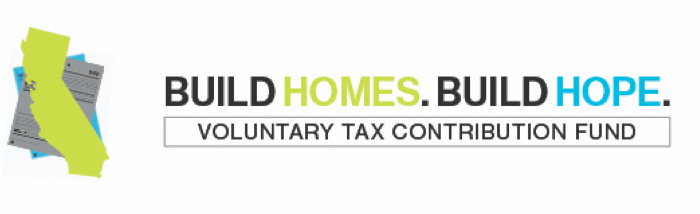 BUILD HOMES. BUILD HOPE.
VOLUNTARY TAX CONTRIBUTION FUND